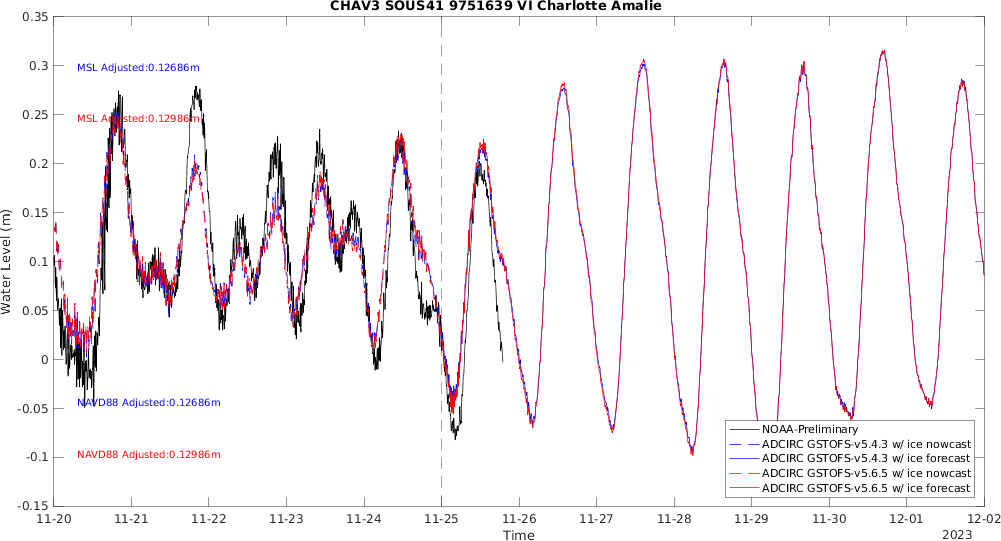 CHAV3 SOUS41 9751639 VI Charlotte Amalie
0.35
0.3
0.25
0.2
0.15
0.1
0.05
0
-0.05
-0.1
-0.15
Water Level (m)
MSL Adjusted:0.12686m
MSL Adjusted:0.12986m
NAVD88 Adjusted:0.12686m
NAVD88 Adjusted:0.12986m
NOAA-Preliminary
ADCIRC GSTOFS-v5.4.3 w/ ice nowcast
ADCIRC GSTOFS-v5.4.3 w/ ice forecast
ADCIRC GSTOFS-v5.6.5 w/ ice nowcast
ADCIRC GSTOFS-v5.6.5 w/ ice forecast
11-20 11-21 11-22 11-23 11-24 11-25 11-26 11-27 11-28 11-29 11-30 12-01 12-02
Time
2023